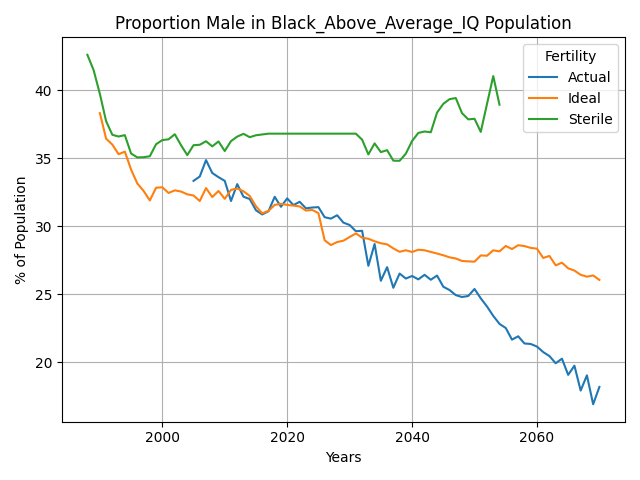 Proportion Male in Black_Above_Average_IQ Population
Fertility
Actual
Ideal
Sterile
% of Population
40
35
30
25
20
2000
2020
2040
2060
Years